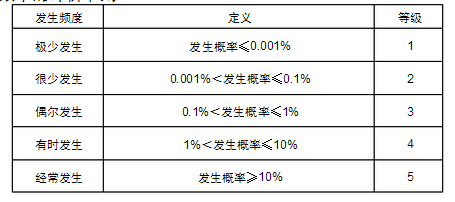 发生频度 定义 等级
极少发生 发生概率≤0.001% 1
很少发生 0.001%＜发生概率≤0.1% 2
偶尔发生 0.1%＜发生概率≤1% 3
有时发生 1%＜发生概率≤10% 4
经常发生 发生概率≥10% 5